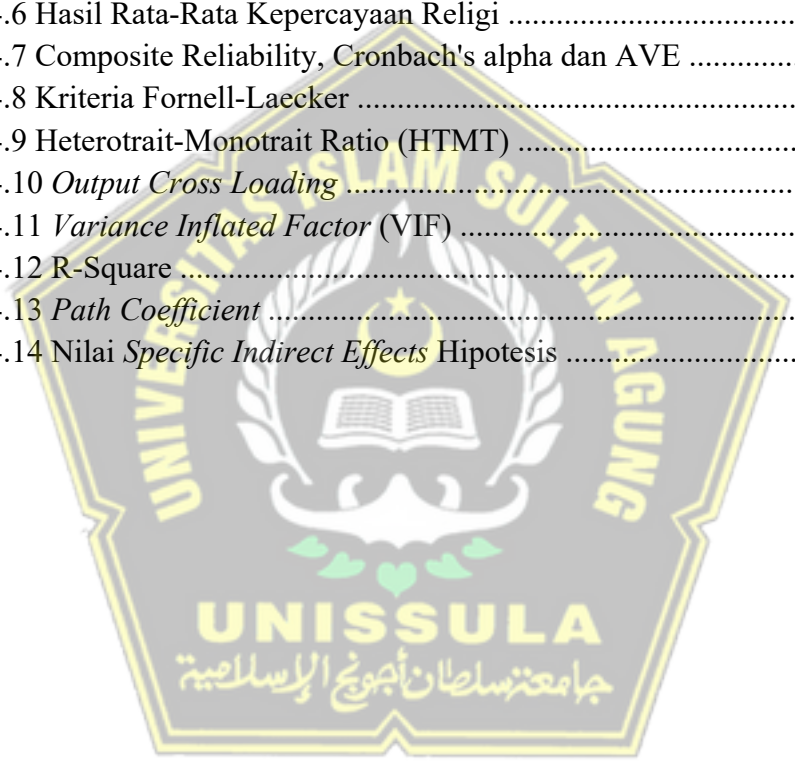 .6 Hasil Rata-Rata Kepercayaan Religi ....................................
.7 Composite Reliability, Cronbach's alpha dan AVE .............
.8 Kriteria Fornell-Laecker .......................................................
.9 Heterotrait-Monotrait Ratio (HTMT) ...................................
.10 Output Cross Loading .........................................................
.11 Variance Inflated Factor (VIF) ..........................................
.12 R-Square .............................................................................
.13 Path Coefficient ..................................................................
.14 Nilai Specific Indirect Effects Hipotesis .............................
UNIVERSITAS ISLAM SULTAN AGUNG
UNISSULA
جامعة سلطان أجونج الإسلامية